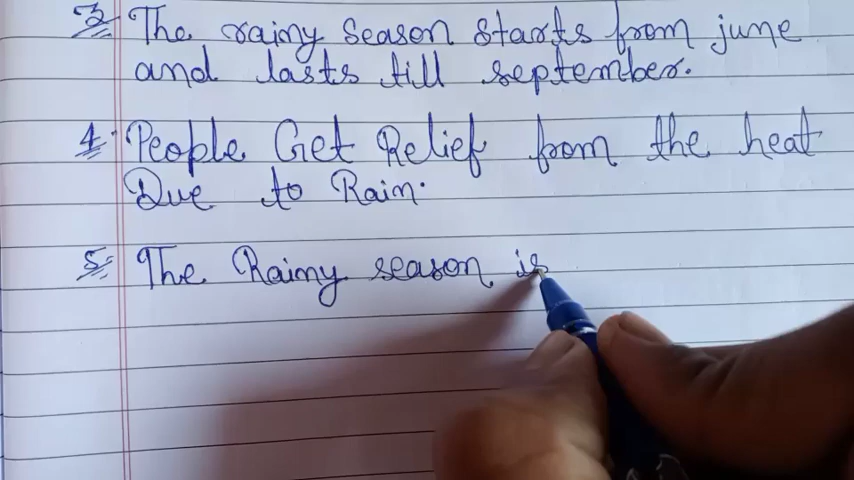 3. The rainy season starts from june
and lasts till september.
4. People Get Relief from the heat
Due to Rain.
5. The Rainy season is